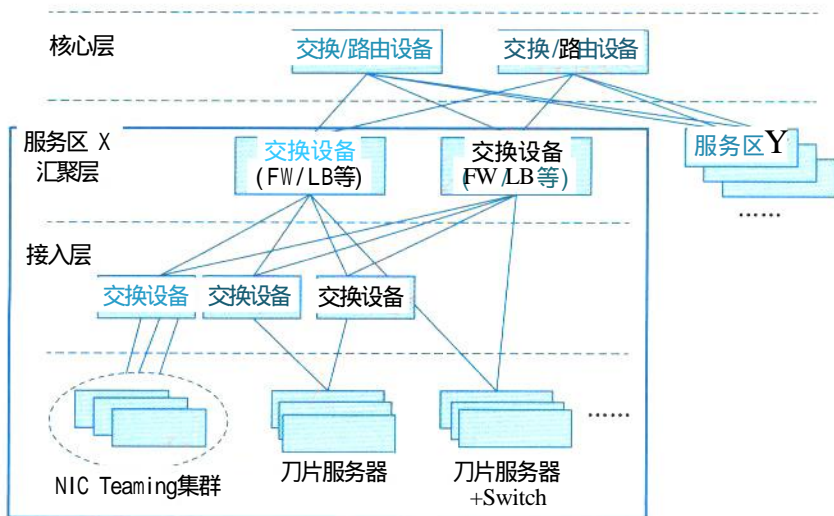 核心层
交换/路由设备
交换/路由设备
服务区 X
汇聚层
交换设备
(FW/LB等)
交换设备
(FW/LB等)
服务区Y
……
接入层
交换设备
交换设备
交换设备
……
NIC Teaming集群
刀片服务器
刀片服务器
+Switch